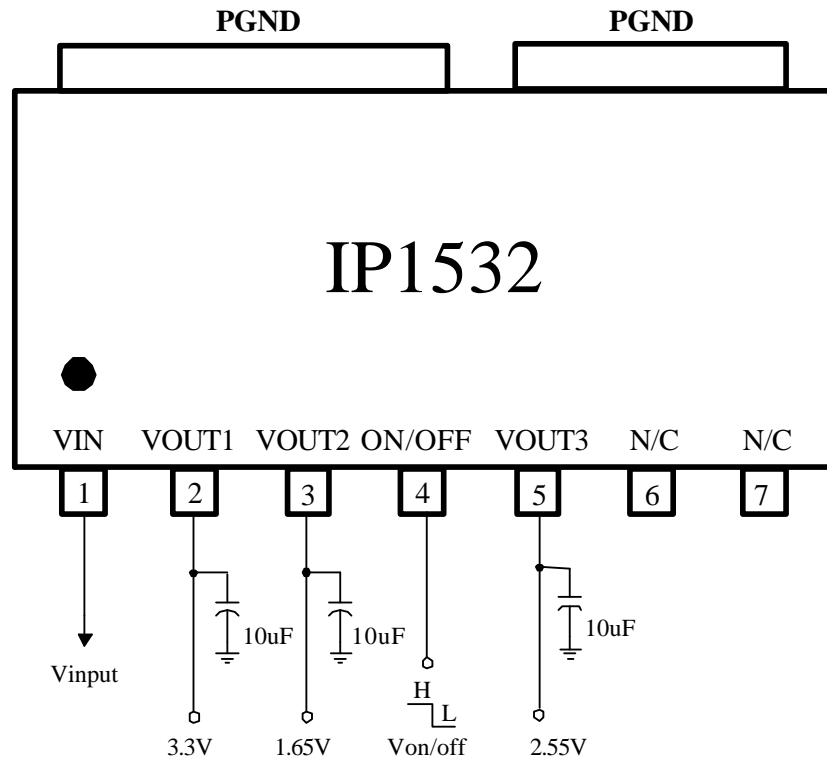 PGND PGND
IP1532
VIN VOUT1 VOUT2 ON/OFF VOUT3 N/C N/C
1 2 3 4 5 6 7
10uF 10uF 10uF
Vinput
H
L
3.3V 1.65V Von/off 2.55V